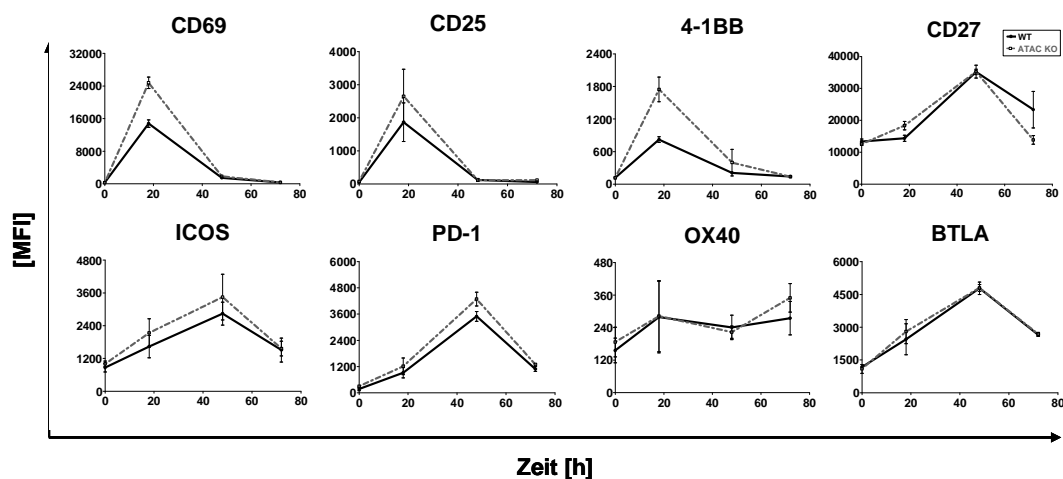 CD69
CD25
4-1BB
CD27
WT
ATAC KO
32000
24000
16000
8000
0
0 20 40 60 80
4000
3000
2000
1000
0
0 20 40 60 80
2400
1800
1200
600
0
0 20 40 60 80
40000
30000
20000
10000
0
0 20 40 60 80
ICOS
PD-1
OX40
BTLA
4800
3600
2400
1200
0
0 20 40 60 80
6000
4800
3600
2400
1200
0
0 20 40 60 80
480
360
240
120
0
0 20 40 60 80
6000
4500
3000
1500
0
0 20 40 60 80
[MFI]
Zeit [h]